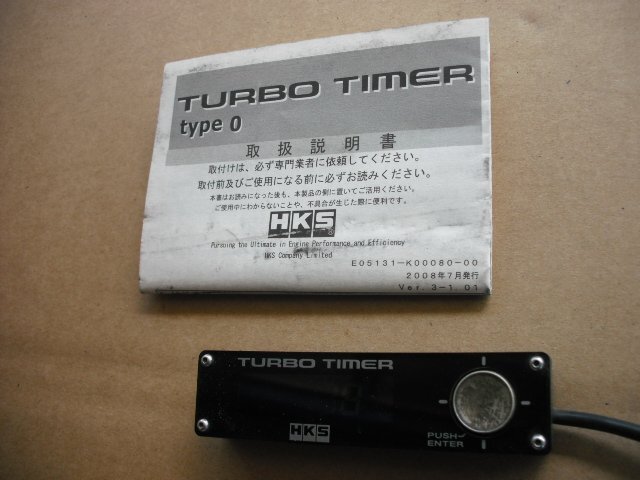 TURBO TIMER
type 0
取扱説明書
取付けは、必ず専門業者に依頼してください。
取付前及びご使用になる前に必ずお読みください。
本書はお読みになった後も、本製品の側に置いてご活用ください。
ご使用中にわからないことや、不具合が生じた際に便利です。
HKS
Pursuing the Ultimate in Engine Performance and Efficiency
HKS Company Limited
E05131-K00080-00
2008年7月発行
Ver. 3-1.01
TURBO TIMER
HKS
PUSH
ENTER